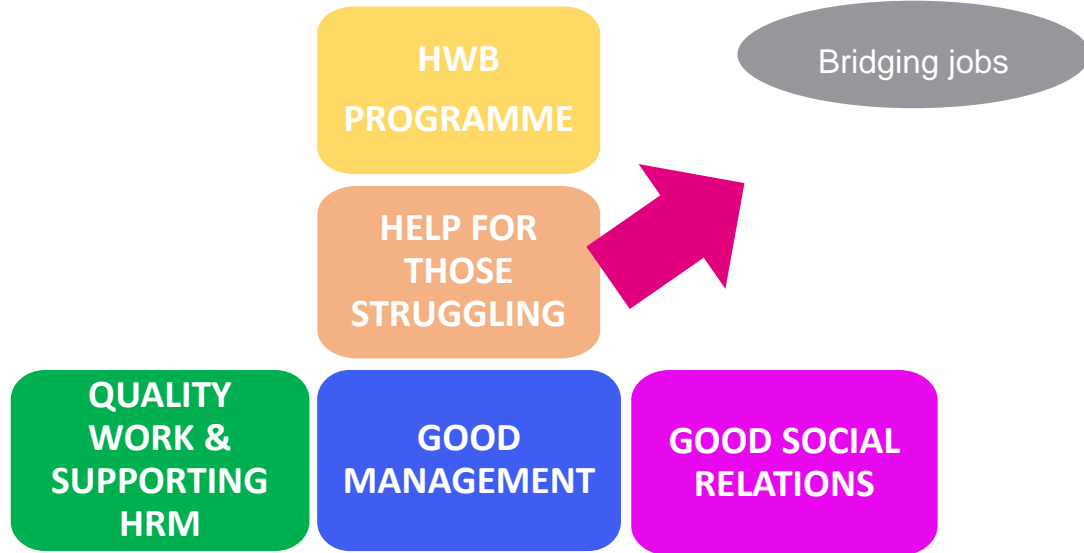 HWB
PROGRAMME
Bridging jobs
HELP FOR
THOSE
STRUGGLING
QUALITY
WORK &
SUPPORTING
HRM
GOOD
MANAGEMENT
GOOD SOCIAL
RELATIONS